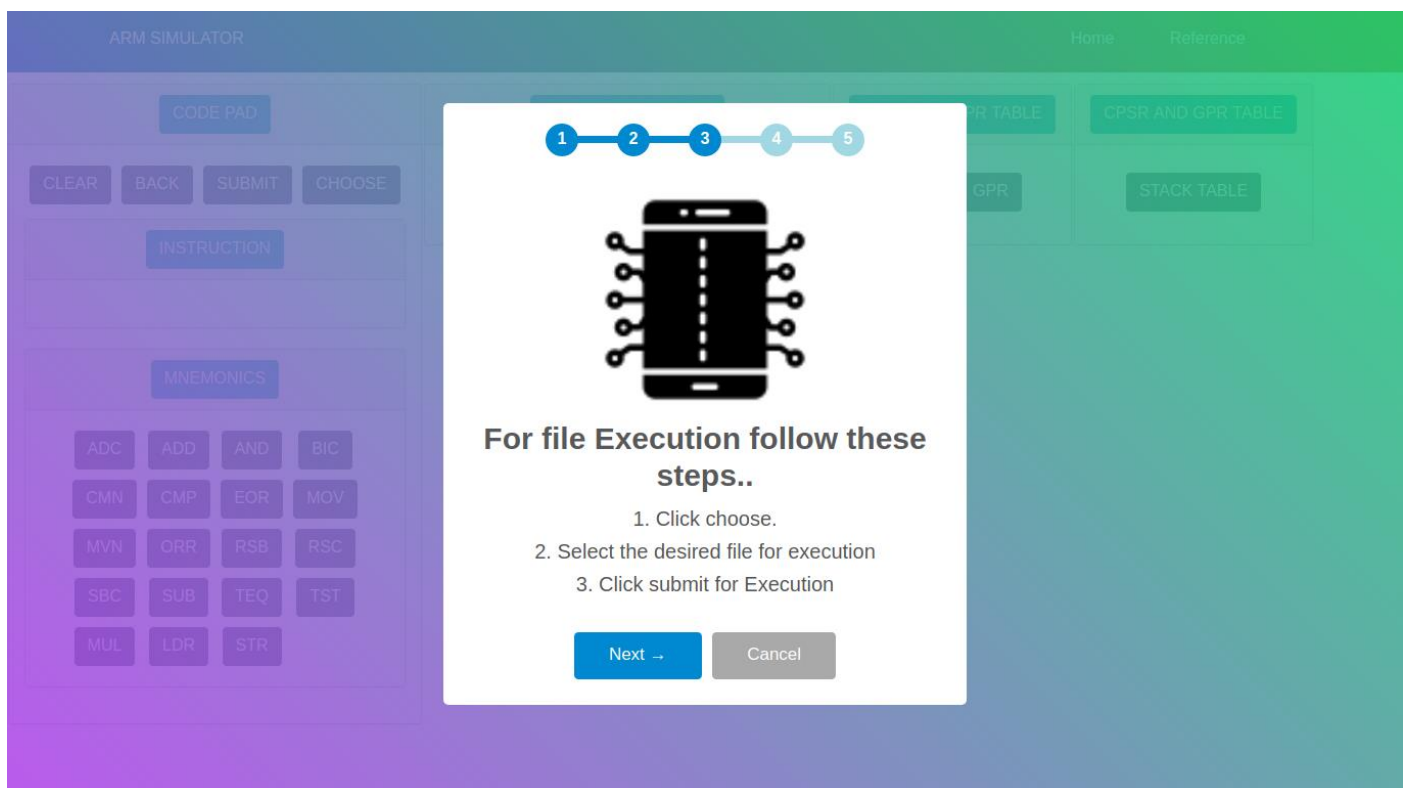 ARM SIMULATOR
Home
Reference
CODE PAD
PR TABLE
CPSR AND GPR TABLE
CLEAR
BACK
SUBMIT
CHOOSE
GPR
STACK TABLE
INSTRUCTION
MNEMONICS
ADC
ADD
AND
BIC
CMN
CMP
EOR
MOV
MVN
ORR
RSB
RSC
SBC
SUB
TEQ
TST
MUL
LDR
STR
1
2
3
4
5
For file Execution follow these
steps..
1. Click choose.
2. Select the desired file for execution
3. Click submit for Execution
Next →
Cancel